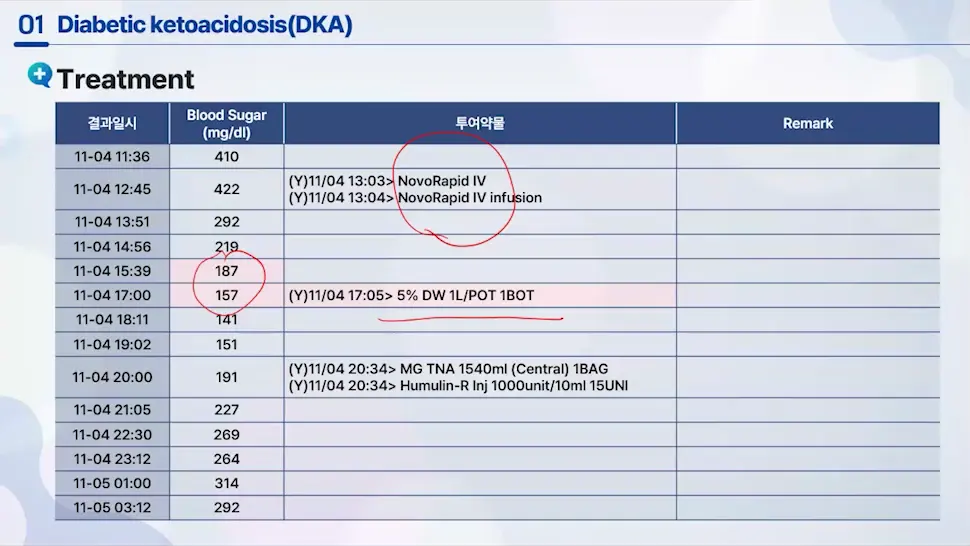 01 Diabetic ketoacidosis(DKA)
Treatment
결과일시 Blood Sugar (mg/dl) 투여약물 Remark
11-04 11:36 410
11-04 12:45 422 (Y)11/04 13:03> NovoRapid IV
(Y)11/04 13:04> NovoRapid IV infusion
11-04 13:51 292
11-04 14:56 219
11-04 15:39 187
11-04 17:00 157 (Y)11/04 17:05> 5% DW 1L/POT 1BOT
11-04 18:11 141
11-04 19:02 151
11-04 20:00 191 (Y)11/04 20:34> MG TNA 1540ml (Central) 1BAG
(Y)11/04 20:34> Humulin-R Inj 1000unit/10ml 15UNI
11-04 21:05 227
11-04 22:30 269
11-04 23:12 264
11-05 01:00 314
11-05 03:12 292